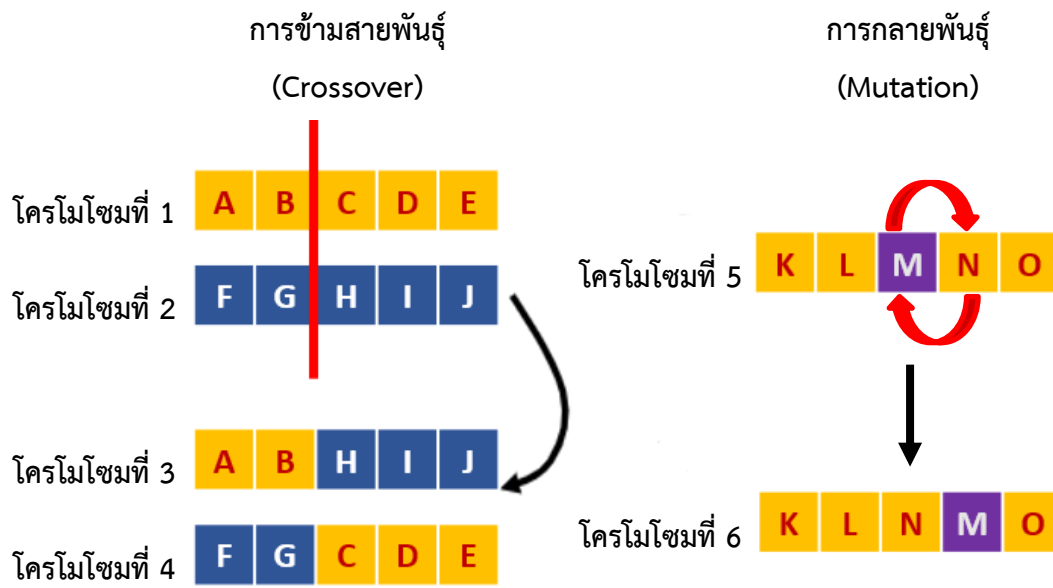 การข้ามสายพันธุ์
(Crossover)
โครโมโซมที่ 1 A B C D E
โครโมโซมที่ 2 F G H I J
โครโมโซมที่ 3 A B H I J
โครโมโซมที่ 4 F G C D E
การกลายพันธุ์
(Mutation)
โครโมโซมที่ 5 K L M N O
โครโมโซมที่ 6 K L N M O